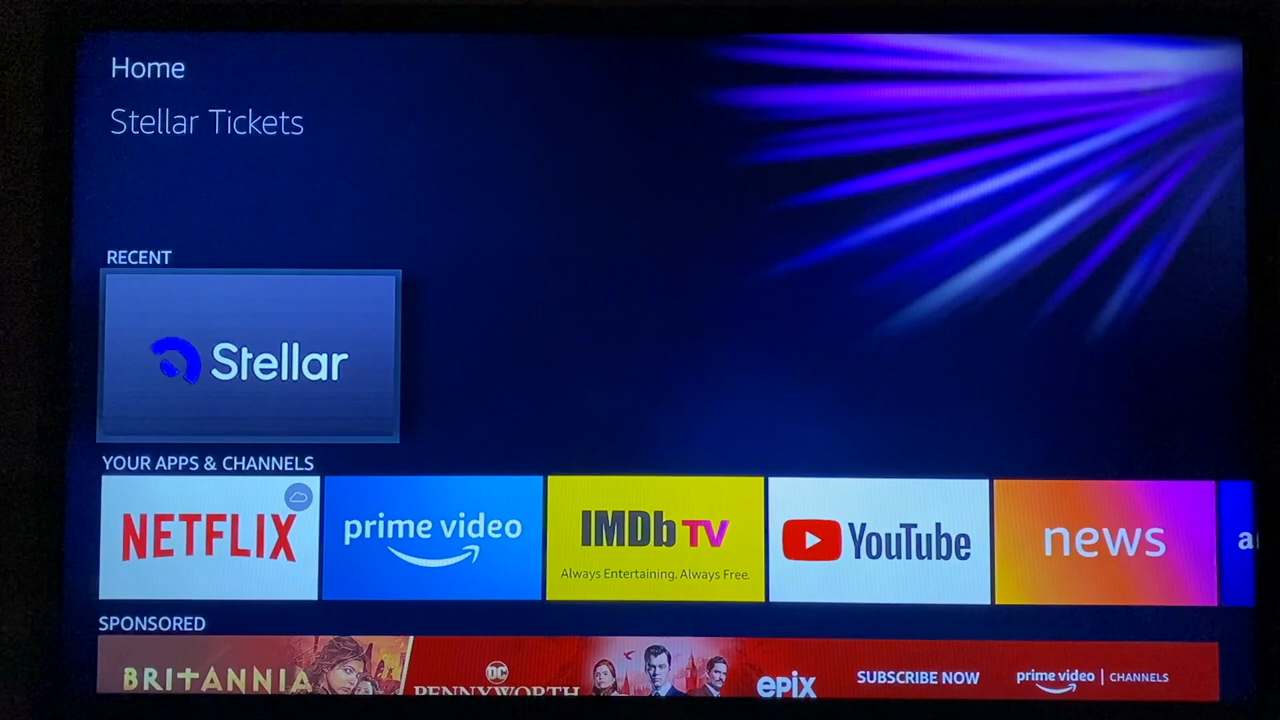 Home
Stellar Tickets
RECENT
Stellar
YOUR APPS & CHANNELS
NETFLIX
prime video
IMDb TV
Always Entertaining. Always Free.
YouTube
news
SPONSORED
BRITANNIA
DC
PENNYWORTH
epix
SUBSCRIBE NOW
prime video | CHANNELS